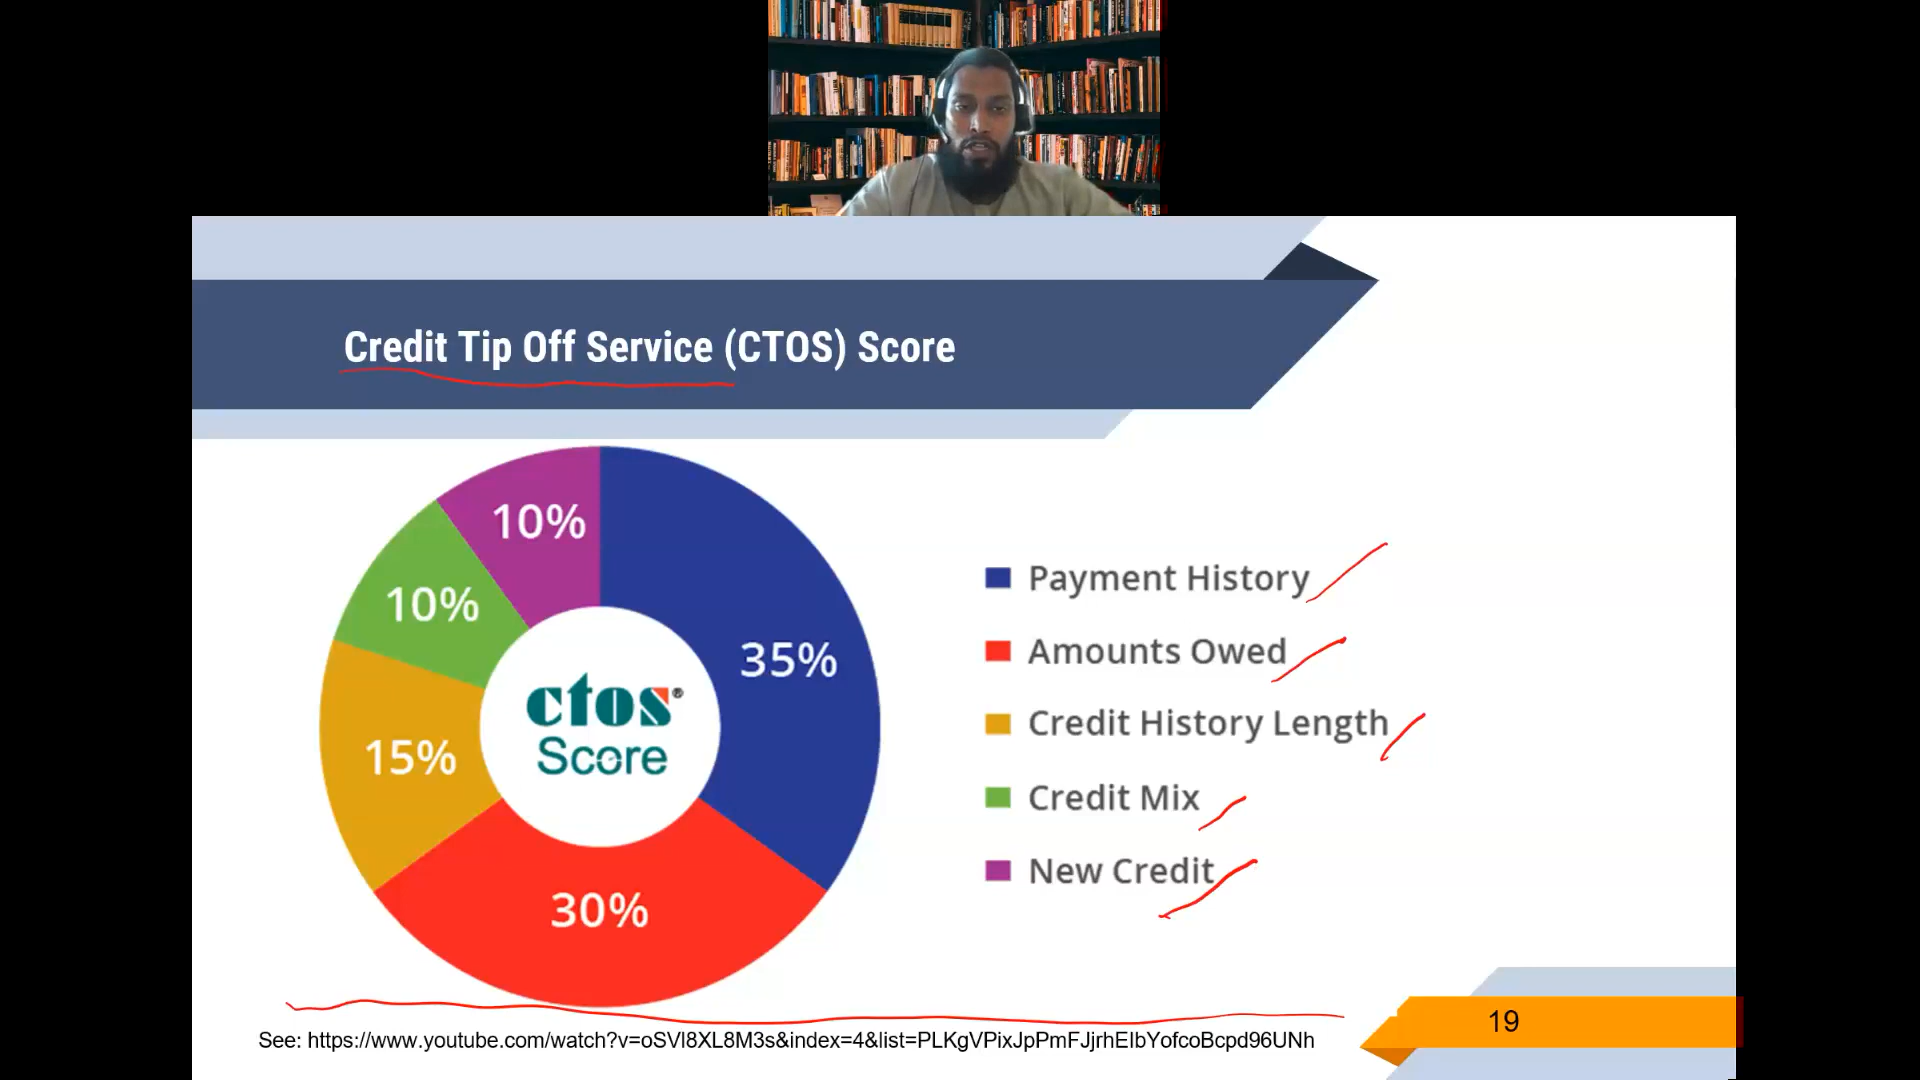 Credit Tip Off Service (CTOS) Score
10%
10%
35%
15%
30%
ctos®
Score
Payment History
Amounts Owed
Credit History Length
Credit Mix
New Credit
See: https://www.youtube.com/watch?v=oSVl8XL8M3s&index=4&list=PLKgVPixJpPmFJjrhEIbYofcoBcpd96UNh
19